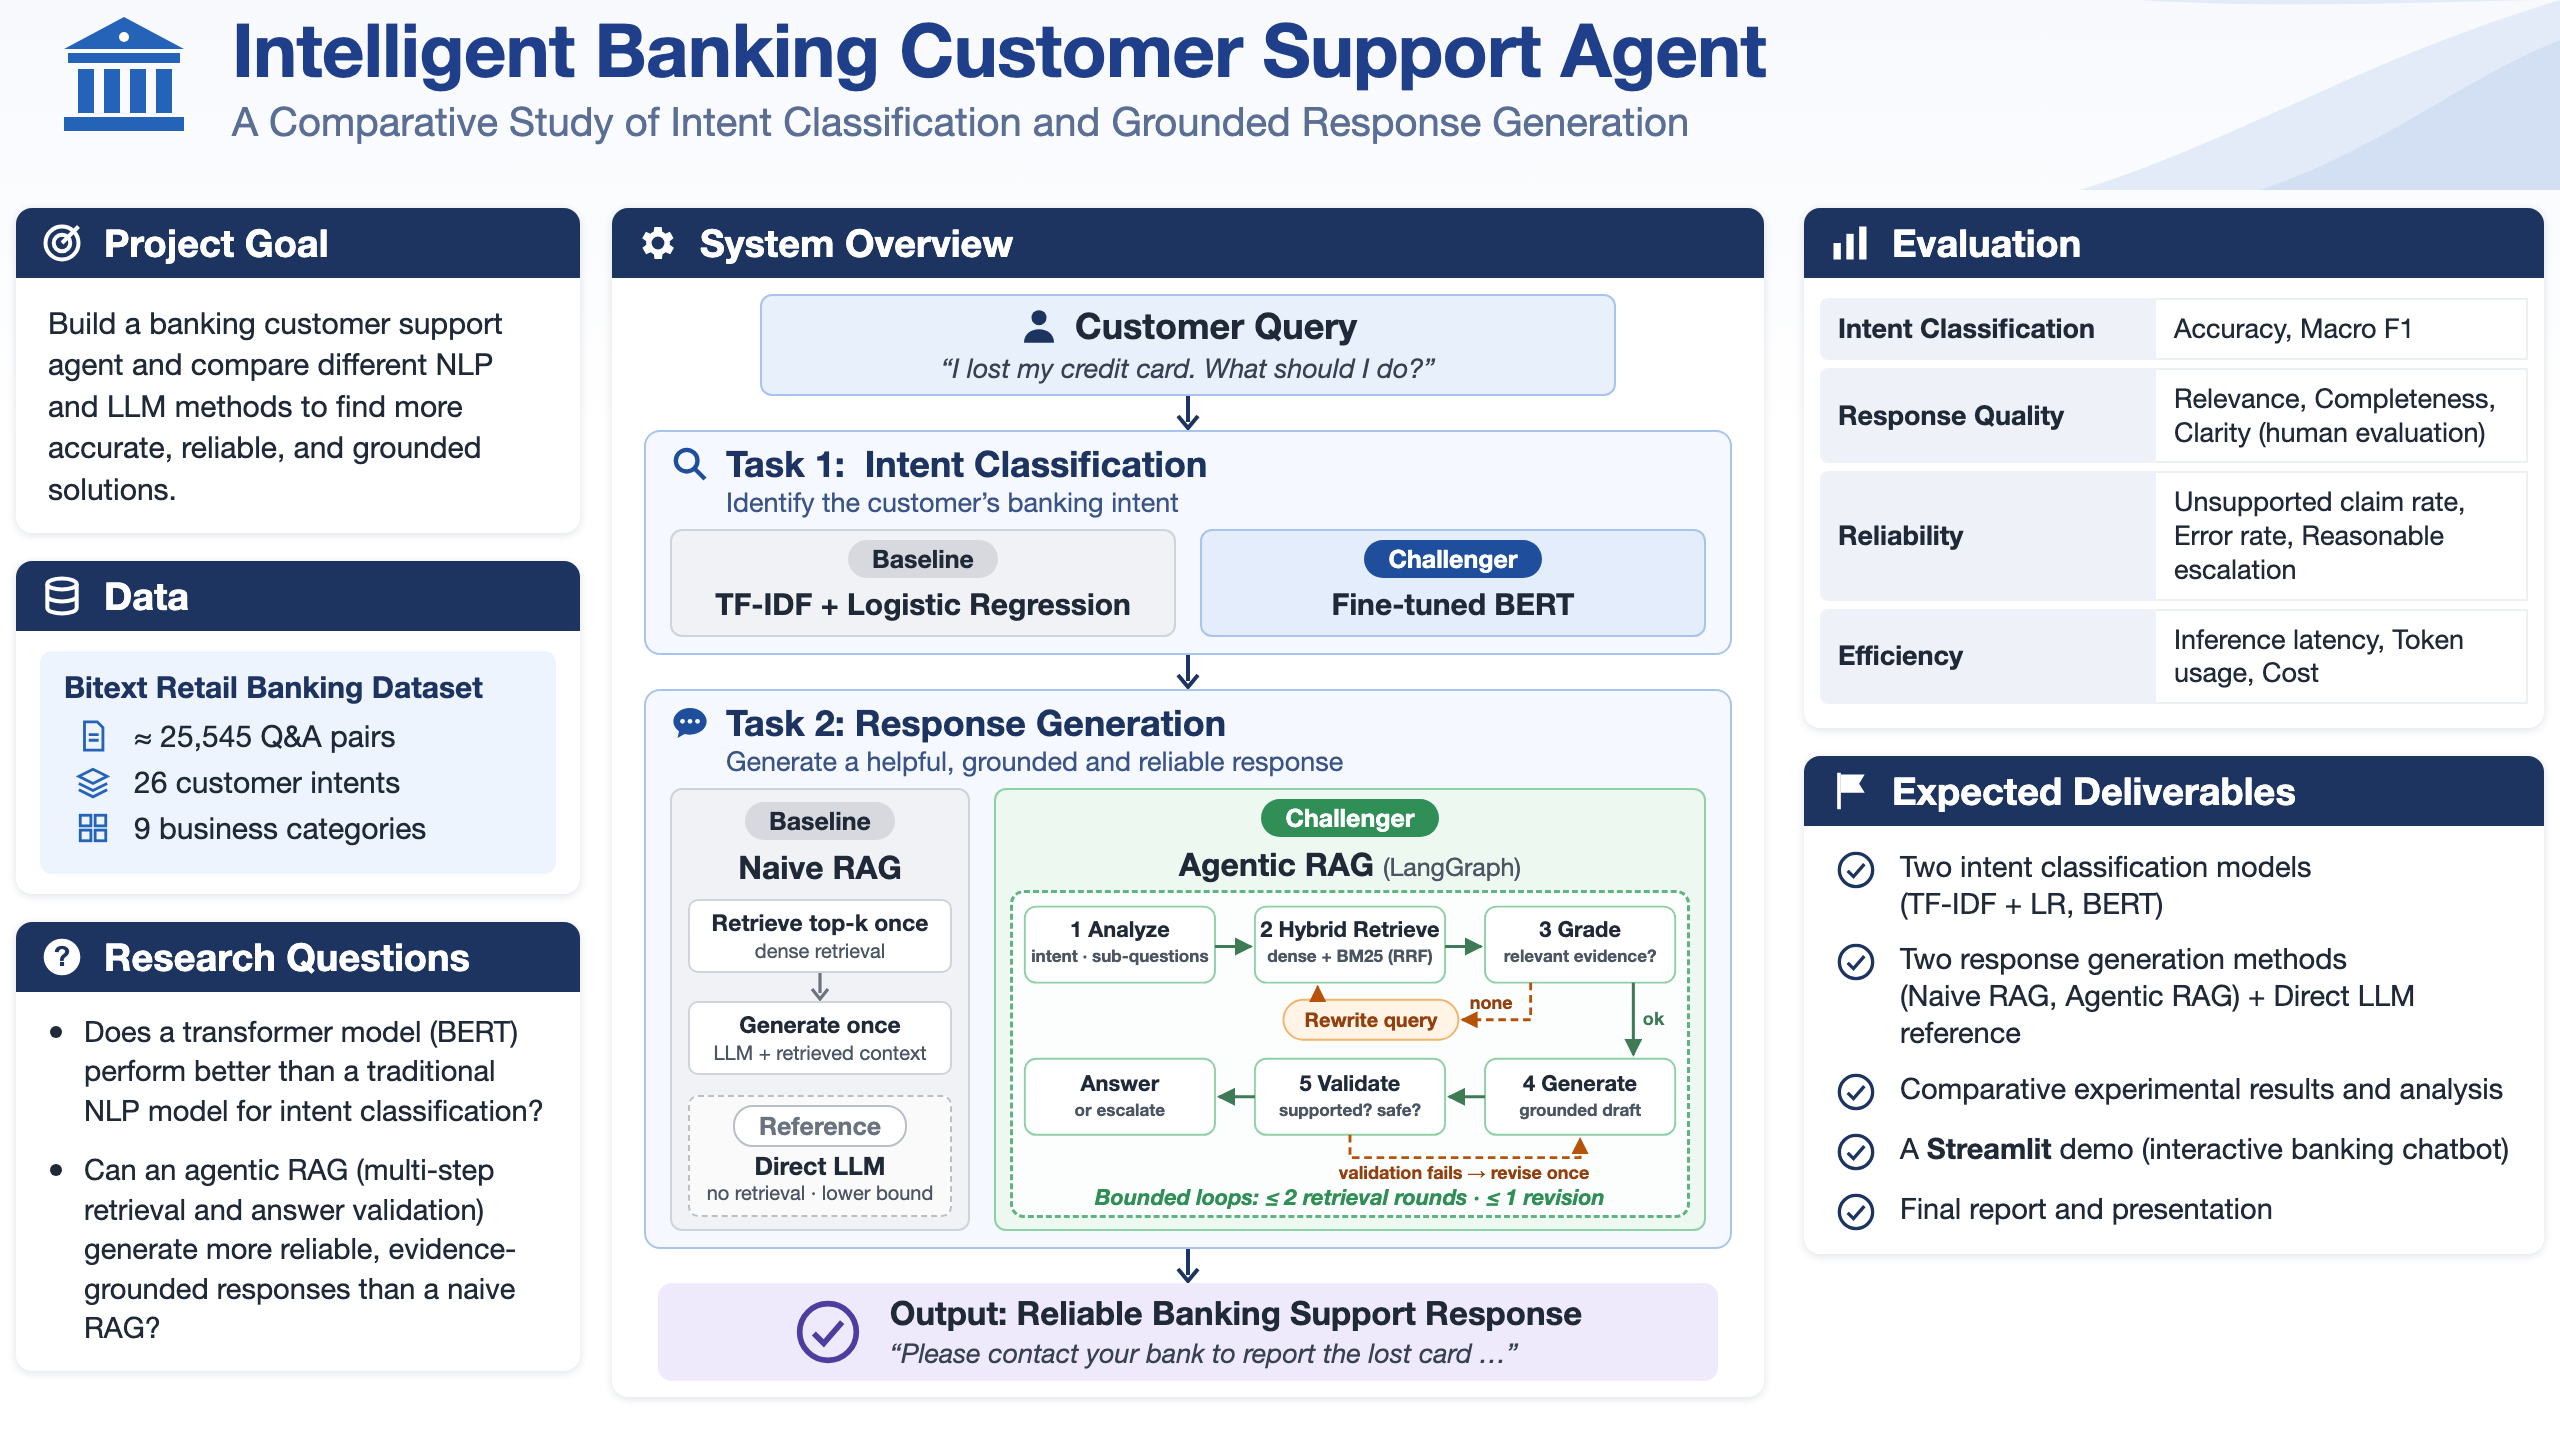 Intelligent Banking Customer Support Agent
A Comparative Study of Intent Classification and Grounded Response Generation
Project Goal
Build a banking customer support
agent and compare different NLP
and LLM methods to find more
accurate, reliable, and grounded
solutions.
Data
Bitext Retail Banking Dataset
≈ 25,545 Q&A pairs
26 customer intents
9 business categories
? Research Questions
• Does a transformer model (BERT)
perform better than a traditional
NLP model for intent classification?
• Can an agentic RAG (multi-step
retrieval and answer validation)
generate more reliable, evidence-
grounded responses than a naive
RAG?
System Overview
Customer Query
“I lost my credit card. What should I do?”
Task 1: Intent Classification
Identify the customer’s banking intent
Baseline
TF-IDF + Logistic Regression
Challenger
Fine-tuned BERT
Task 2: Response Generation
Generate a helpful, grounded and reliable response
Baseline
Naive RAG
Retrieve top-k once
dense retrieval
Generate once
LLM + retrieved context
Reference
Direct LLM
no retrieval · lower bound
Challenger
Agentic RAG (LangGraph)
1 Analyze
intent · sub-questions
2 Hybrid Retrieve
dense + BM25 (RRF)
3 Grade
relevant evidence?
none
Rewrite query
ok
Answer
or escalate
5 Validate
supported? safe?
4 Generate
grounded draft
validation fails → revise once
Bounded loops: ≤ 2 retrieval rounds · ≤ 1 revision
Output: Reliable Banking Support Response
“Please contact your bank to report the lost card …”
Evaluation
Intent Classification
Accuracy, Macro F1
Response Quality
Relevance, Completeness,
Clarity (human evaluation)
Reliability
Unsupported claim rate,
Error rate, Reasonable
escalation
Efficiency
Inference latency, Token
usage, Cost
Expected Deliverables
Two intent classification models
(TF-IDF + LR, BERT)
Two response generation methods
(Naive RAG, Agentic RAG) + Direct LLM
reference
Comparative experimental results and analysis
A Streamlit demo (interactive banking chatbot)
Final report and presentation